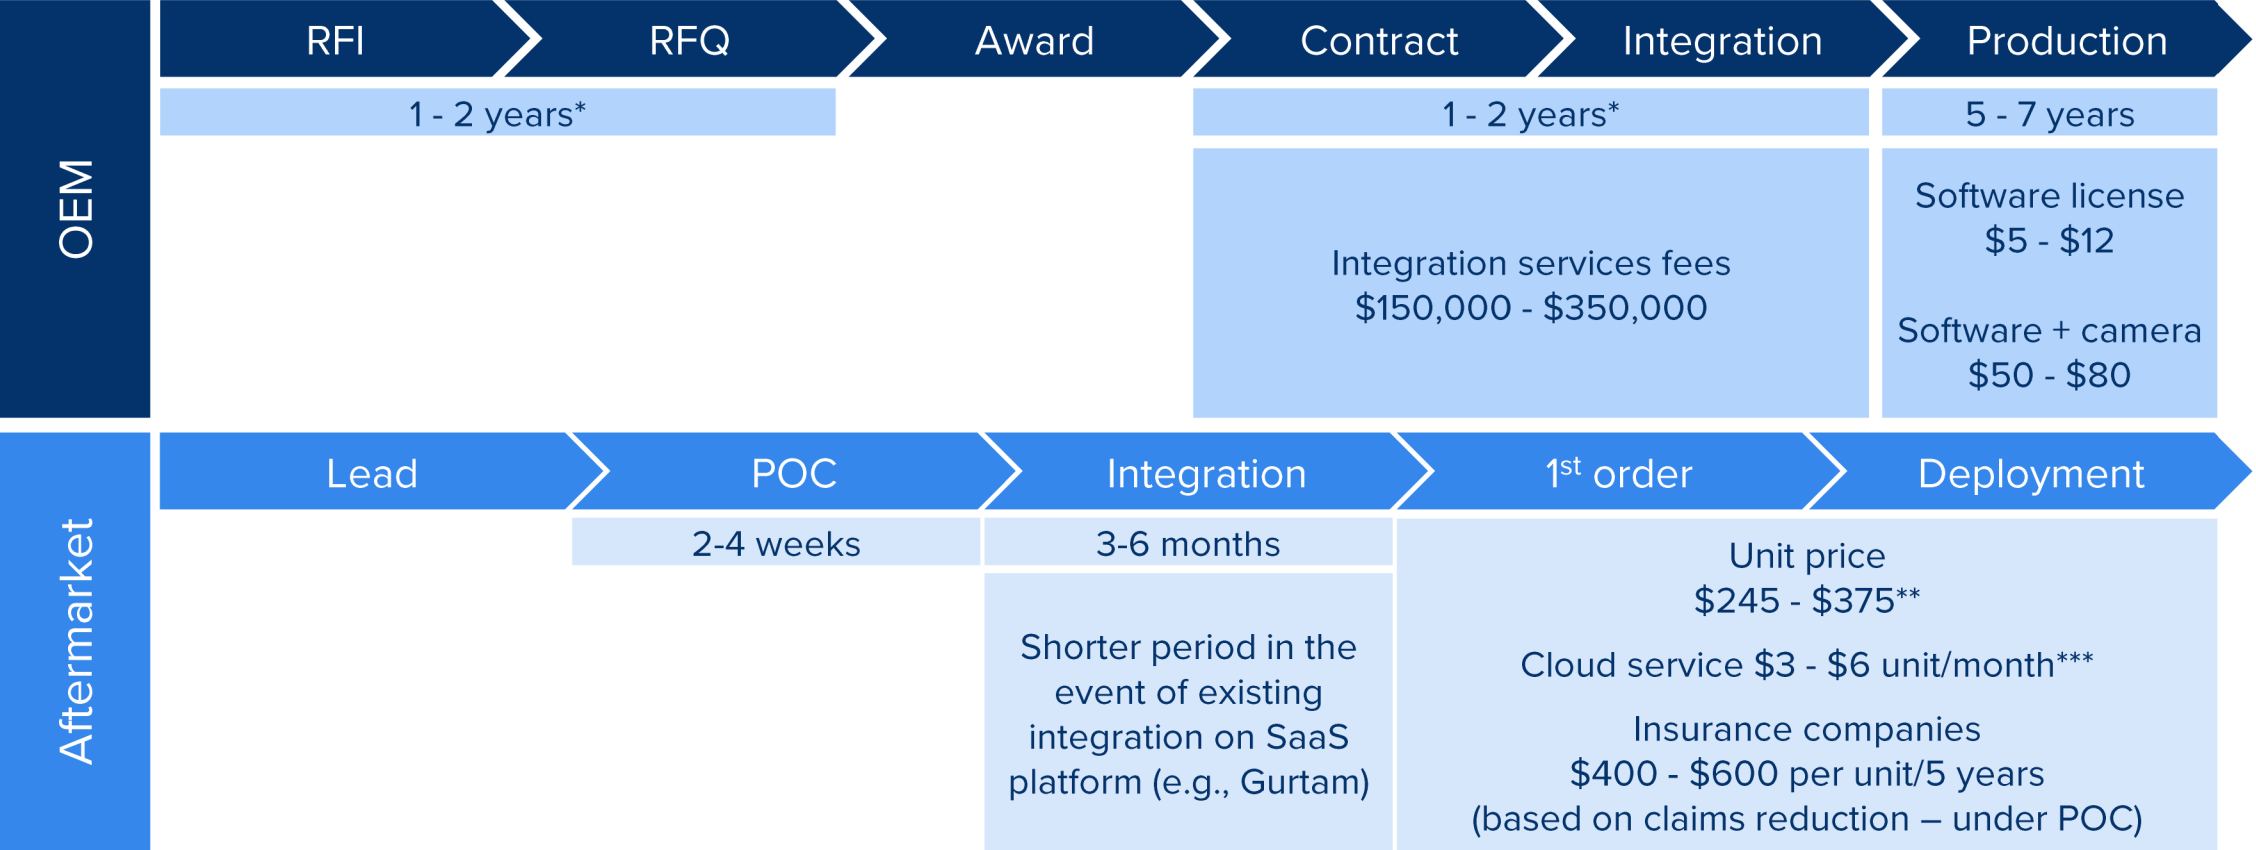 OEM
RFI
RFQ
Award
Contract
Integration
Production
1 - 2 years*
1 - 2 years*
5 - 7 years
Integration services fees
$150,000 - $350,000
Software license
$5 - $12
Software + camera
$50 - $80
Aftermarket
Lead
POC
Integration
1st order
Deployment
2-4 weeks
3-6 months
Shorter period in the
event of existing
integration on SaaS
platform (e.g., Gurtam)
Unit price
$245 - $375**
Cloud service $3 - $6 unit/month***
Insurance companies
$400 - $600 per unit/5 years
(based on claims reduction – under POC)